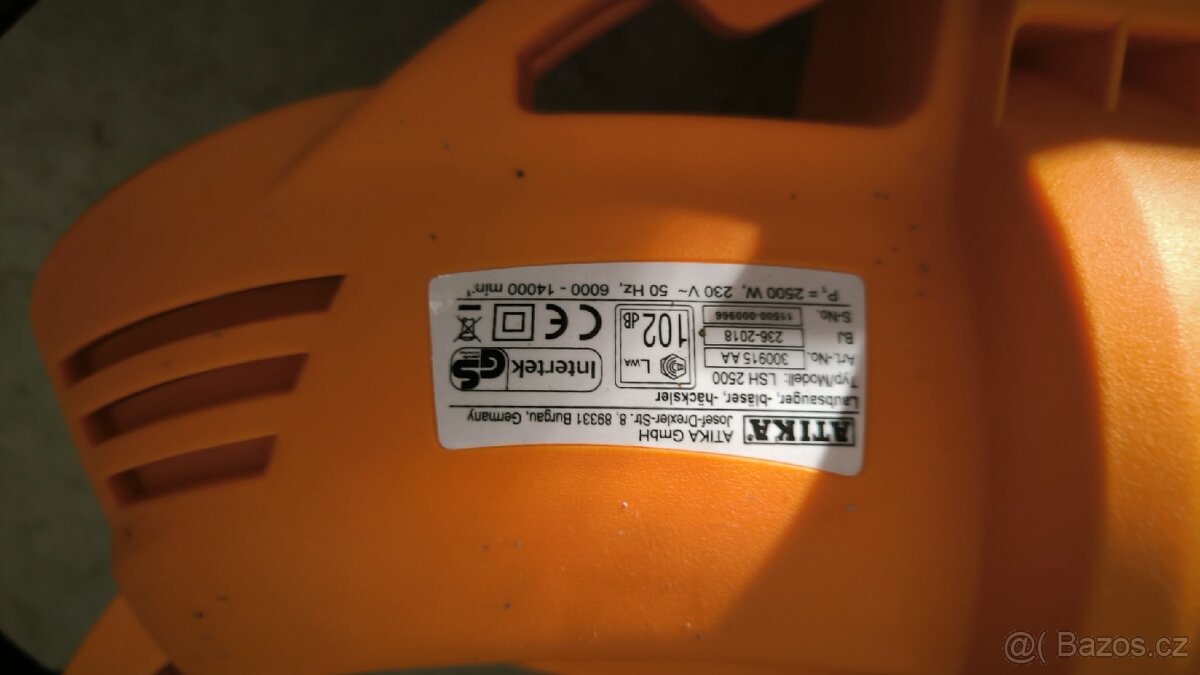 ATIKA® ATIKA GmbH
Josef-Drexler-Str. 8, 89331 Burgau, Germany
Laubsauger, -bläser, -häcksler
Typ/Modell: LSH 2500
Art.-No. 300915 AA
BJ 236-2018
S-No. 11500-000966
LWA
102 dB
Intertek GS
CE
P₁ = 2500 W, 230 V~ 50 Hz, 6000 - 14000 min⁻¹
@( Bazos.cz